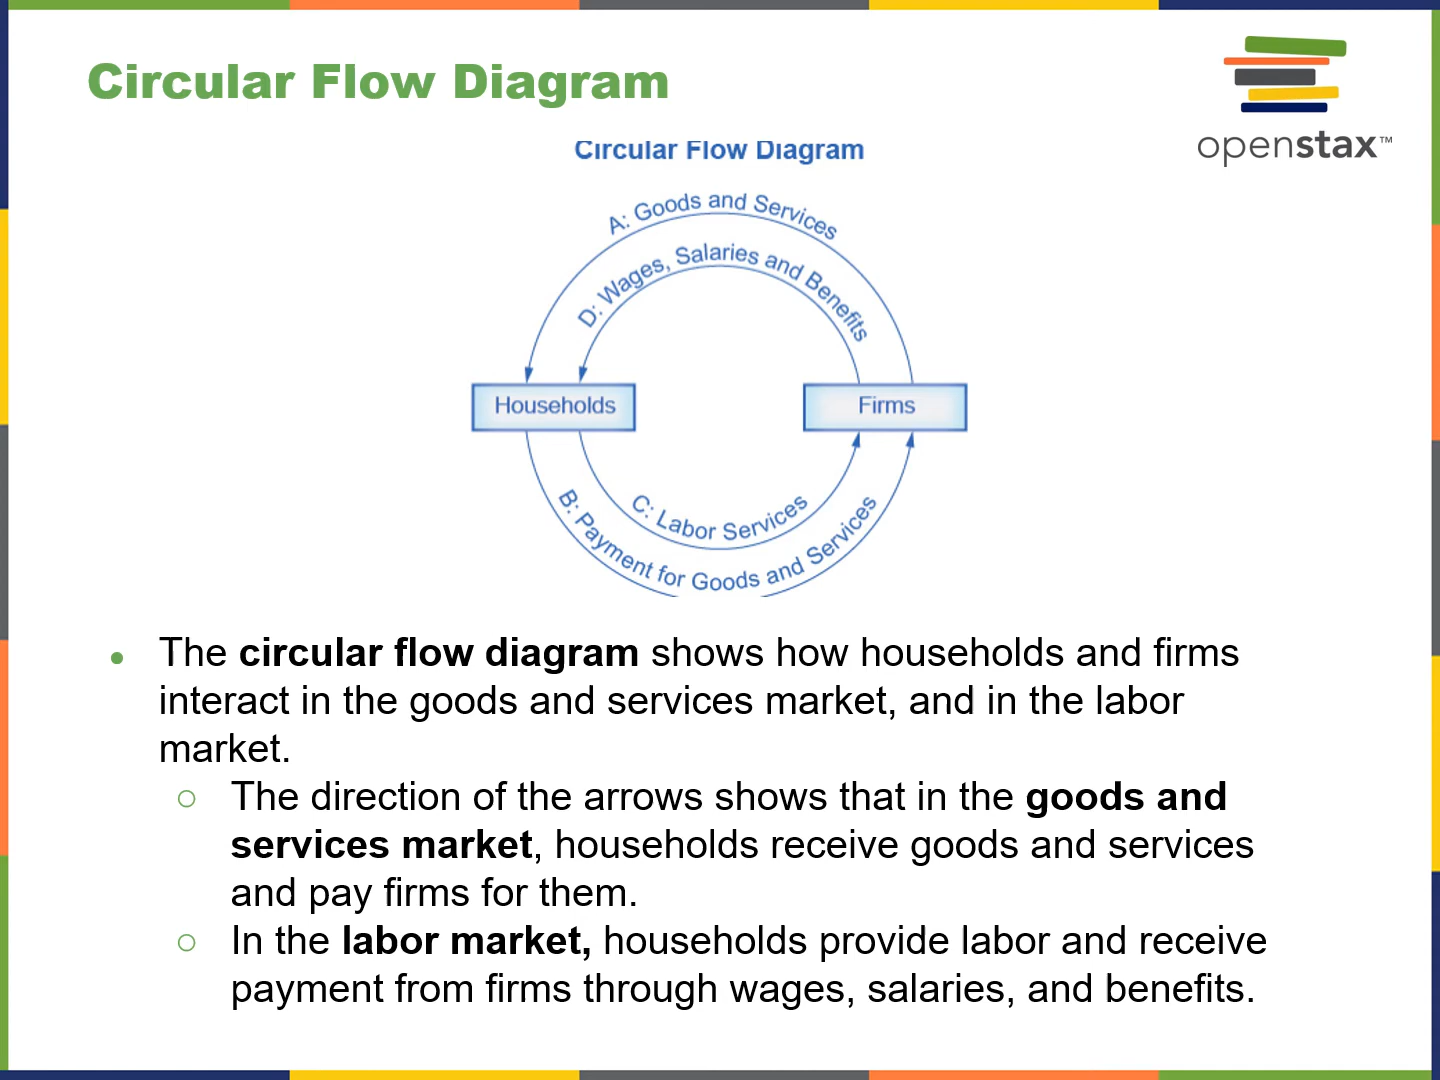 Circular Flow Diagram
openstax™
Circular Flow Diagram
A: Goods and Services
D: Wages, Salaries and Benefits
Households
Firms
C: Labor Services
B: Payment for Goods and Services
● The circular flow diagram shows how households and firms
interact in the goods and services market, and in the labor
market.
○ The direction of the arrows shows that in the goods and
services market, households receive goods and services
and pay firms for them.
○ In the labor market, households provide labor and receive
payment from firms through wages, salaries, and benefits.